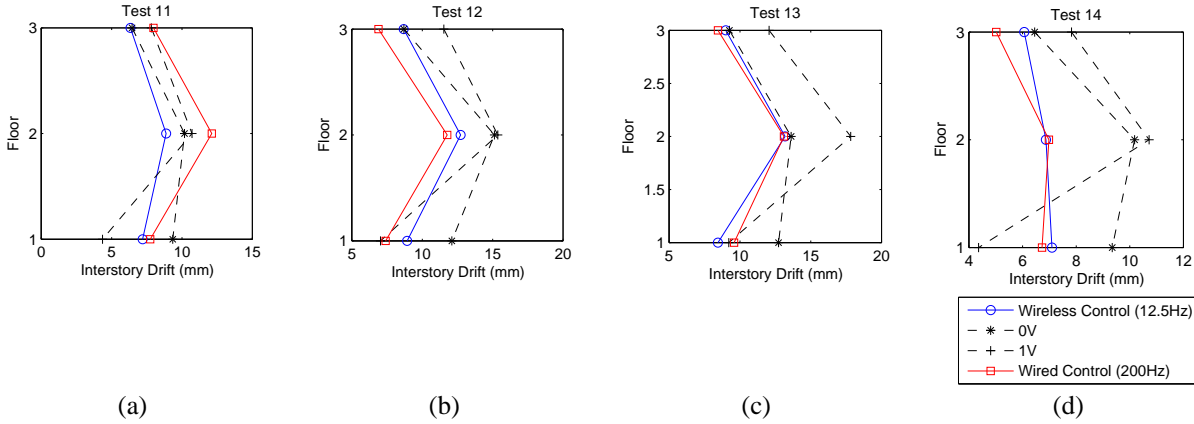 Test 11
3
2
1
Floor
0
5
10
15
Interstory Drift (mm)
(a)
Test 12
3
2
1
Floor
5
10
15
20
Interstory Drift (mm)
(b)
Test 13
3
2.5
2
1.5
1
Floor
5
10
15
20
Interstory Drift (mm)
(c)
Test 14
3
2
1
Floor
4
6
8
10
12
Interstory Drift (mm)
Wireless Control (12.5Hz)
0V
1V
Wired Control (200Hz)
(d)